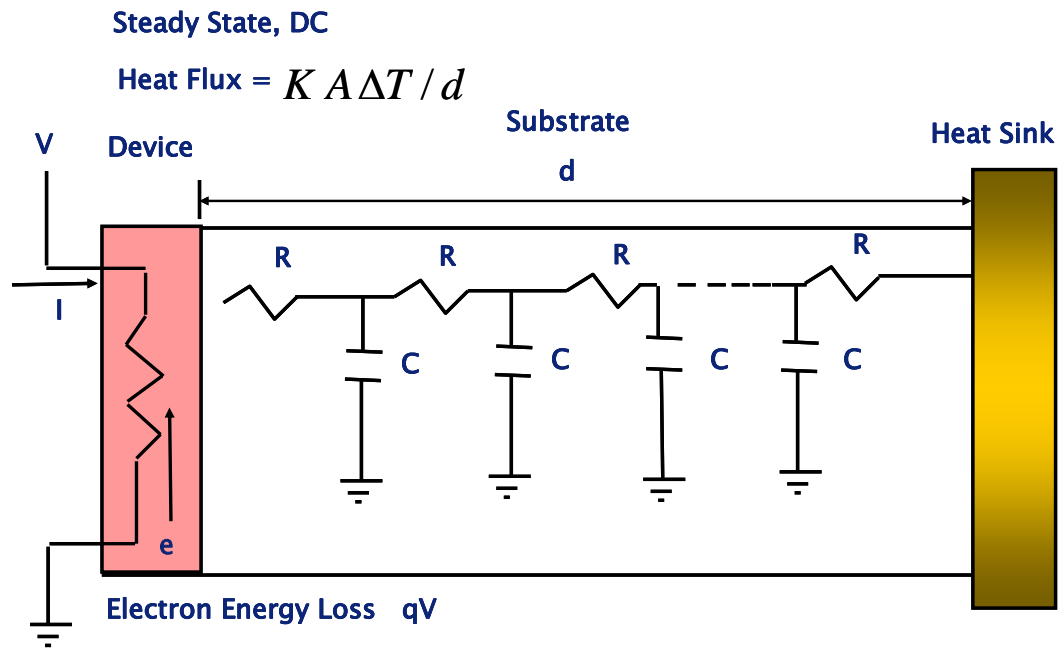 Steady State, DC
Heat Flux = K A ΔT / d
Substrate
Heat Sink
V
Device
d
R
R
R
R
I
C
C
C
C
e
Electron Energy Loss qV